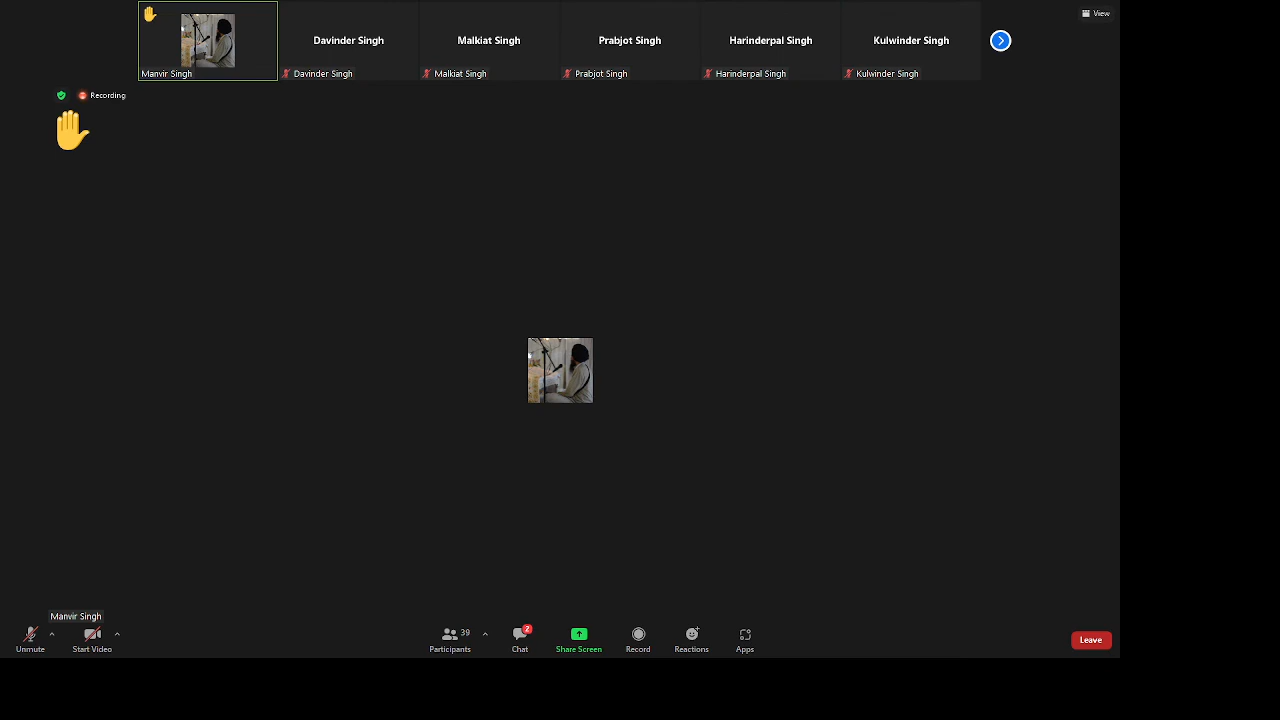 Davinder Singh
Malkiat Singh
Prabjot Singh
Harinderpal Singh
Kulwinder Singh
View
Manvir Singh
Davinder Singh
Malkiat Singh
Prabjot Singh
Harinderpal Singh
Kulwinder Singh
Recording
Manvir Singh
39
2
Unmute
Start Video
Participants
Chat
Share Screen
Record
Reactions
Apps
Leave